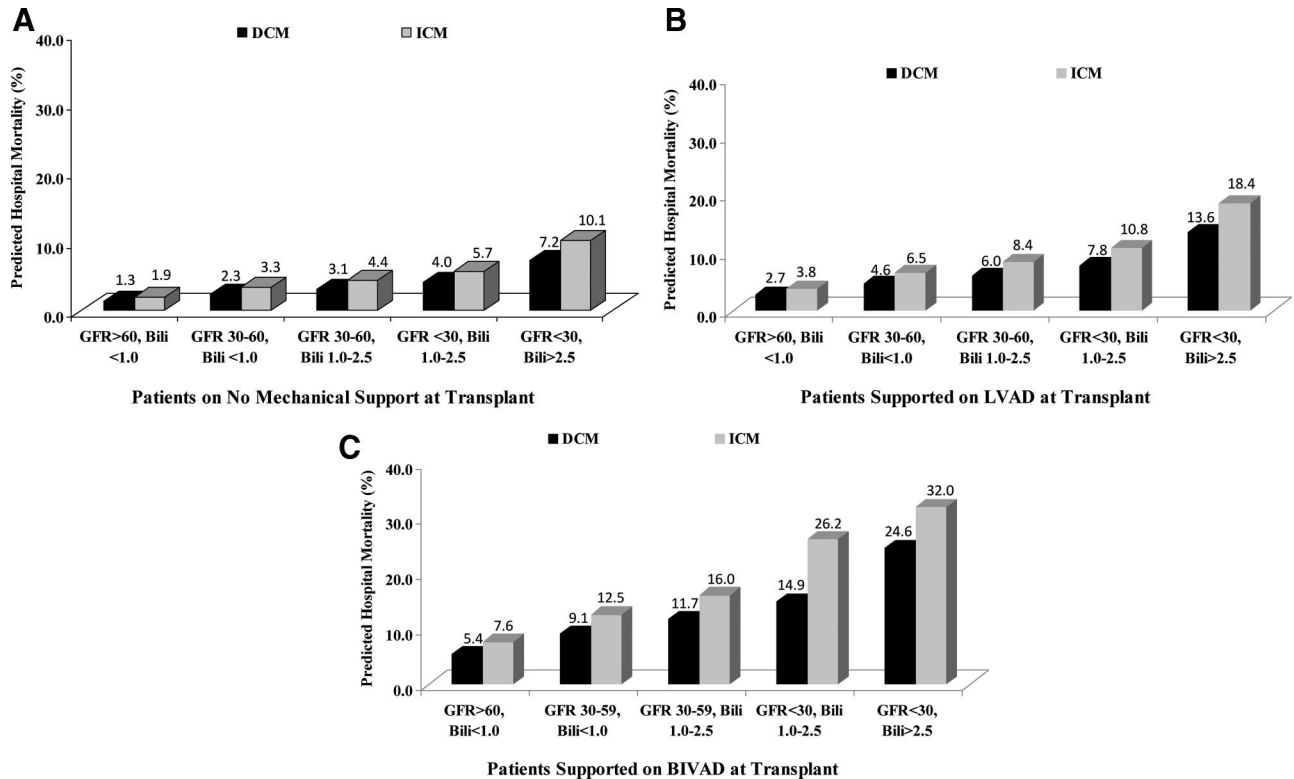 A
DCM ICM
Predicted Hospital Mortality (%)
40.0
30.0
20.0
10.0
0.0
1.3 1.9 2.3 3.3 3.1 4.4 4.0 5.7 7.2 10.1
GFR>60, Bili GFR 30-60, GFR 30-60, GFR <30, Bili GFR<30,
<1.0 Bili <1.0 Bili 1.0-2.5 1.0-2.5 Bili>2.5
Patients on No Mechanical Support at Transplant
B
DCM ICM
Predicted Hospital Mortality (%)
40.0
30.0
20.0
10.0
0.0
2.7 3.8 4.6 6.5 6.0 8.4 7.8 10.8 13.6 18.4
GFR>60, Bili GFR 30-60, GFR 30-60, GFR<30, Bili GFR<30,
<1.0 Bili<1.0 Bili 1.0-2.5 1.0-2.5 Bili>2.5
Patients Supported on LVAD at Transplant
C
DCM ICM
Predicted Hospital Mortality (%)
40.0
30.0
20.0
10.0
0.0
5.4 7.6 9.1 12.5 11.7 16.0 14.9 26.2 24.6 32.0
GFR>60, GFR 30-59, GFR 30-59, Bili GFR<30, Bili GFR<30,
Bili<1.0 Bili<1.0 1.0-2.5 1.0-2.5 Bili>2.5
Patients Supported on BIVAD at Transplant